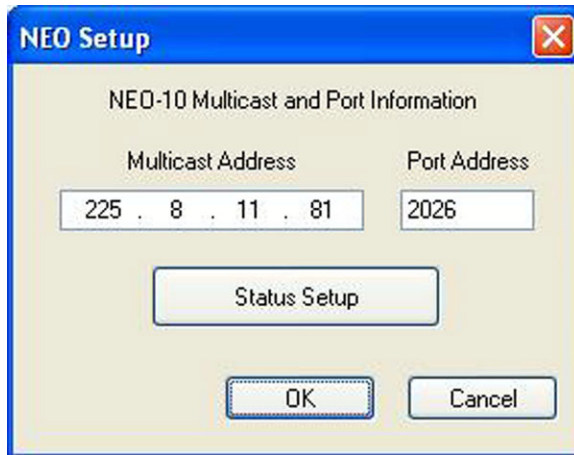 NEO Setup
NEO-10 Multicast and Port Information
Multicast Address Port Address
225 . 8 . 11 . 81 2026
Status Setup
OK Cancel